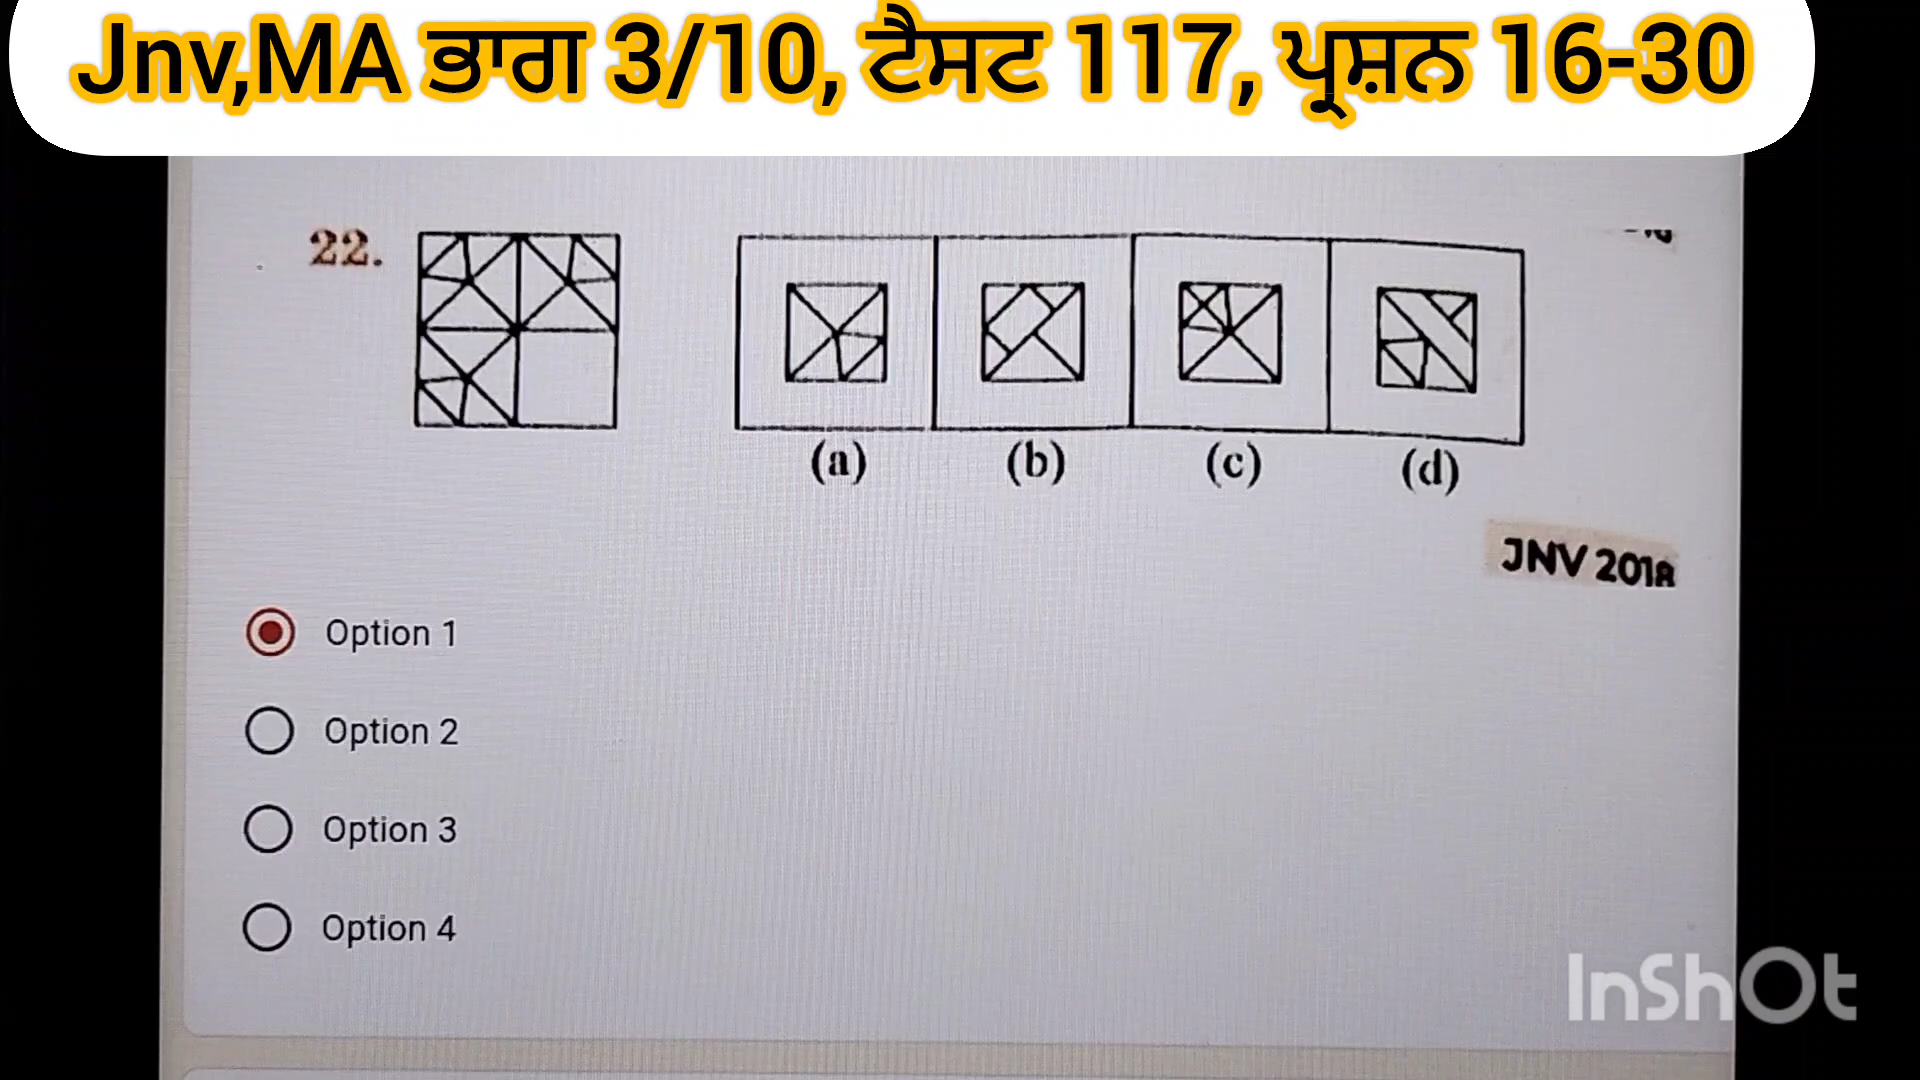 Jnv,MA ਭਾਗ 3/10, ਟੈਸਟ 117, ਪ੍ਰਸ਼ਨ 16-30
22.
(a) (b) (c) (d)
JNV 2018
Option 1
Option 2
Option 3
Option 4
InShOt